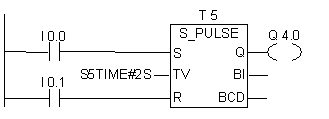 T 5
I 0.0
S_PULSE
Q 4.0
S
Q
S5TIME#2S
TV
BI
I 0.1
R
BCD